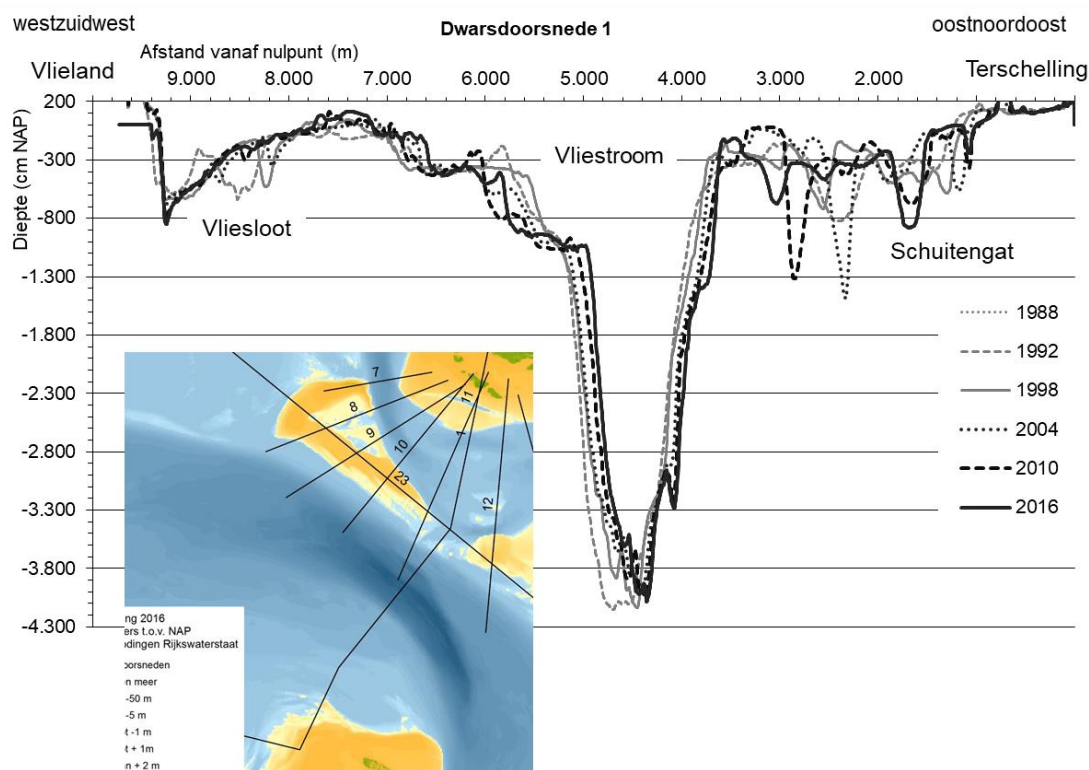 westzuidwest
Dwarsdoorsnede 1
oostnoordoost
Afstand vanaf nulpunt (m)
Vlieland
9.000 8.000 7.000 6.000 5.000 4.000 3.000 2.000
Terschelling
Diepte (cm NAP)
200
-300
-800
-1.300
-1.800
-2.300
-2.800
-3.300
-3.800
-4.300
Vliestroom
Vliesloot
Schuitengat
1988
1992
1998
2004
2010
2016
7
8
9
10
11
1
23
12
ng 2016
ers t.o.v. NAP
dingen Rijkswaterstaat
oorsneden
n meer
-50 m
-5 m
t -1 m
t + 1m
n + 2 m